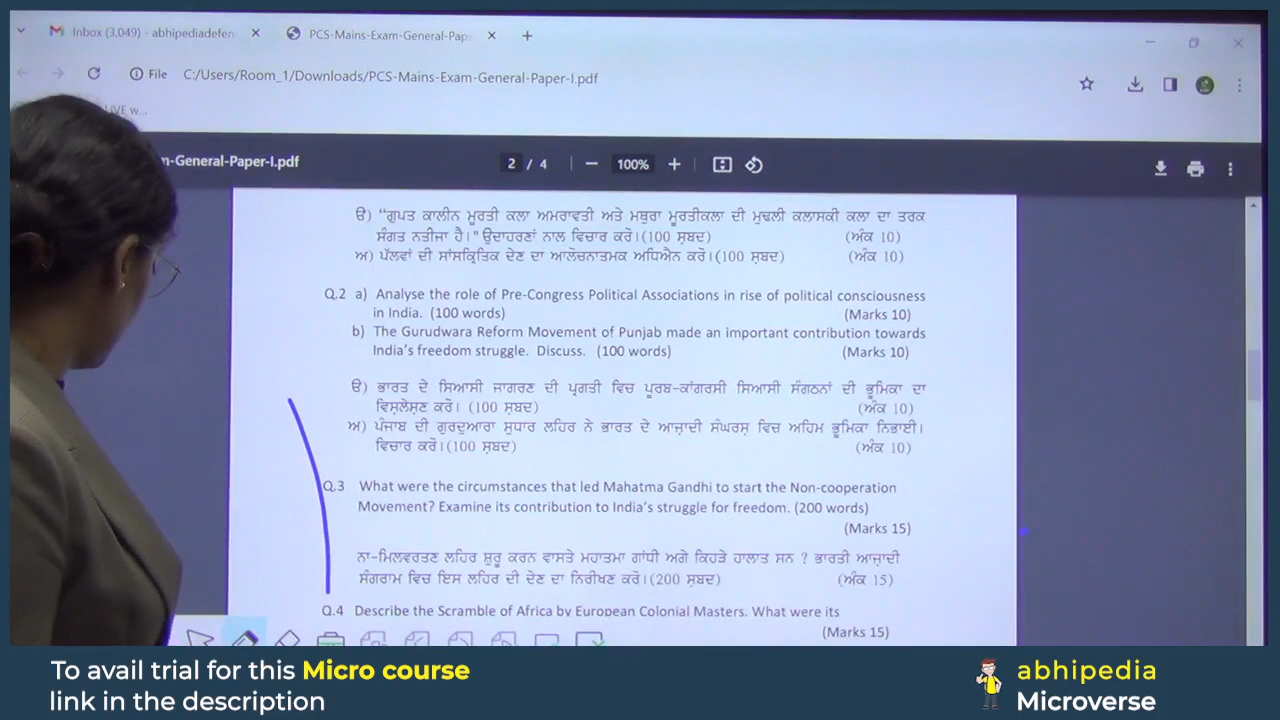 Inbox (3,049) - abhipediadefen
PCS-Mains-Exam-General-Pape
File C:/Users/Room_1/Downloads/PCS-Mains-Exam-General-Paper-I.pdf
LIVE w...
m-General-Paper-I.pdf
2 / 4
100%
ੳ) "ਗੁਪਤ ਕਾਲੀਨ ਮੂਰਤੀ ਕਲਾ ਅਮਰਾਵਤੀ ਅਤੇ ਮਥੁਰਾ ਮੂਰਤੀਕਲਾ ਦੀ ਮੁਢਲੀ ਕਲਾਸਕੀ ਕਲਾ ਦਾ ਤਰਕ
ਸੰਗਤ ਨਤੀਜਾ ਹੈ।" ਉਦਾਹਰਣਾਂ ਨਾਲ ਵਿਚਾਰ ਕਰੋ।(100 ਸ਼ਬਦ) (ਅੰਕ 10)
ਅ) ਪੱਲਵਾਂ ਦੀ ਸਾਂਸਕ੍ਰਿਤਿਕ ਦੇਣ ਦਾ ਆਲੋਚਨਾਤਮਕ ਅਧਿਐਨ ਕਰੋ।(100 ਸ਼ਬਦ) (ਅੰਕ 10)
Q.2 a) Analyse the role of Pre-Congress Political Associations in rise of political consciousness
in India. (100 words) (Marks 10)
b) The Gurudwara Reform Movement of Punjab made an important contribution towards
India's freedom struggle. Discuss. (100 words) (Marks 10)
ੳ) ਭਾਰਤ ਦੇ ਸਿਆਸੀ ਜਾਗਰਣ ਦੀ ਪ੍ਰਗਤੀ ਵਿਚ ਪੂਰਬ-ਕਾਂਗਰਸੀ ਸਿਆਸੀ ਸੰਗਠਨਾਂ ਦੀ ਭੂਮਿਕਾ ਦਾ
ਵਿਸ਼ਲੇਸ਼ਣ ਕਰੋ। (100 ਸ਼ਬਦ) (ਅੰਕ 10)
ਅ) ਪੰਜਾਬ ਦੀ ਗੁਰਦੁਆਰਾ ਸੁਧਾਰ ਲਹਿਰ ਨੇ ਭਾਰਤ ਦੇ ਆਜ਼ਾਦੀ ਸੰਘਰਸ਼ ਵਿਚ ਅਹਿਮ ਭੂਮਿਕਾ ਨਿਭਾਈ।
ਵਿਚਾਰ ਕਰੋ।(100 ਸ਼ਬਦ) (ਅੰਕ 10)
Q.3 What were the circumstances that led Mahatma Gandhi to start the Non-cooperation
Movement? Examine its contribution to India's struggle for freedom. (200 words)
(Marks 15)
ਨਾ-ਮਿਲਵਰਤਣ ਲਹਿਰ ਸ਼ੁਰੂ ਕਰਨ ਵਾਸਤੇ ਮਹਾਤਮਾ ਗਾਂਧੀ ਅਗੇ ਕਿਹੜੇ ਹਾਲਾਤ ਸਨ ? ਭਾਰਤੀ ਆਜ਼ਾਦੀ
ਸੰਗਰਾਮ ਵਿਚ ਇਸ ਲਹਿਰ ਦੀ ਦੇਣ ਦਾ ਨਿਰੀਖਣ ਕਰੋ।(200 ਸ਼ਬਦ) (ਅੰਕ 15)
Q.4 Describe the Scramble of Africa by European Colonial Masters. What were its
(Marks 15)
To avail trial for this Micro course
link in the description
abhipedia
Microverse